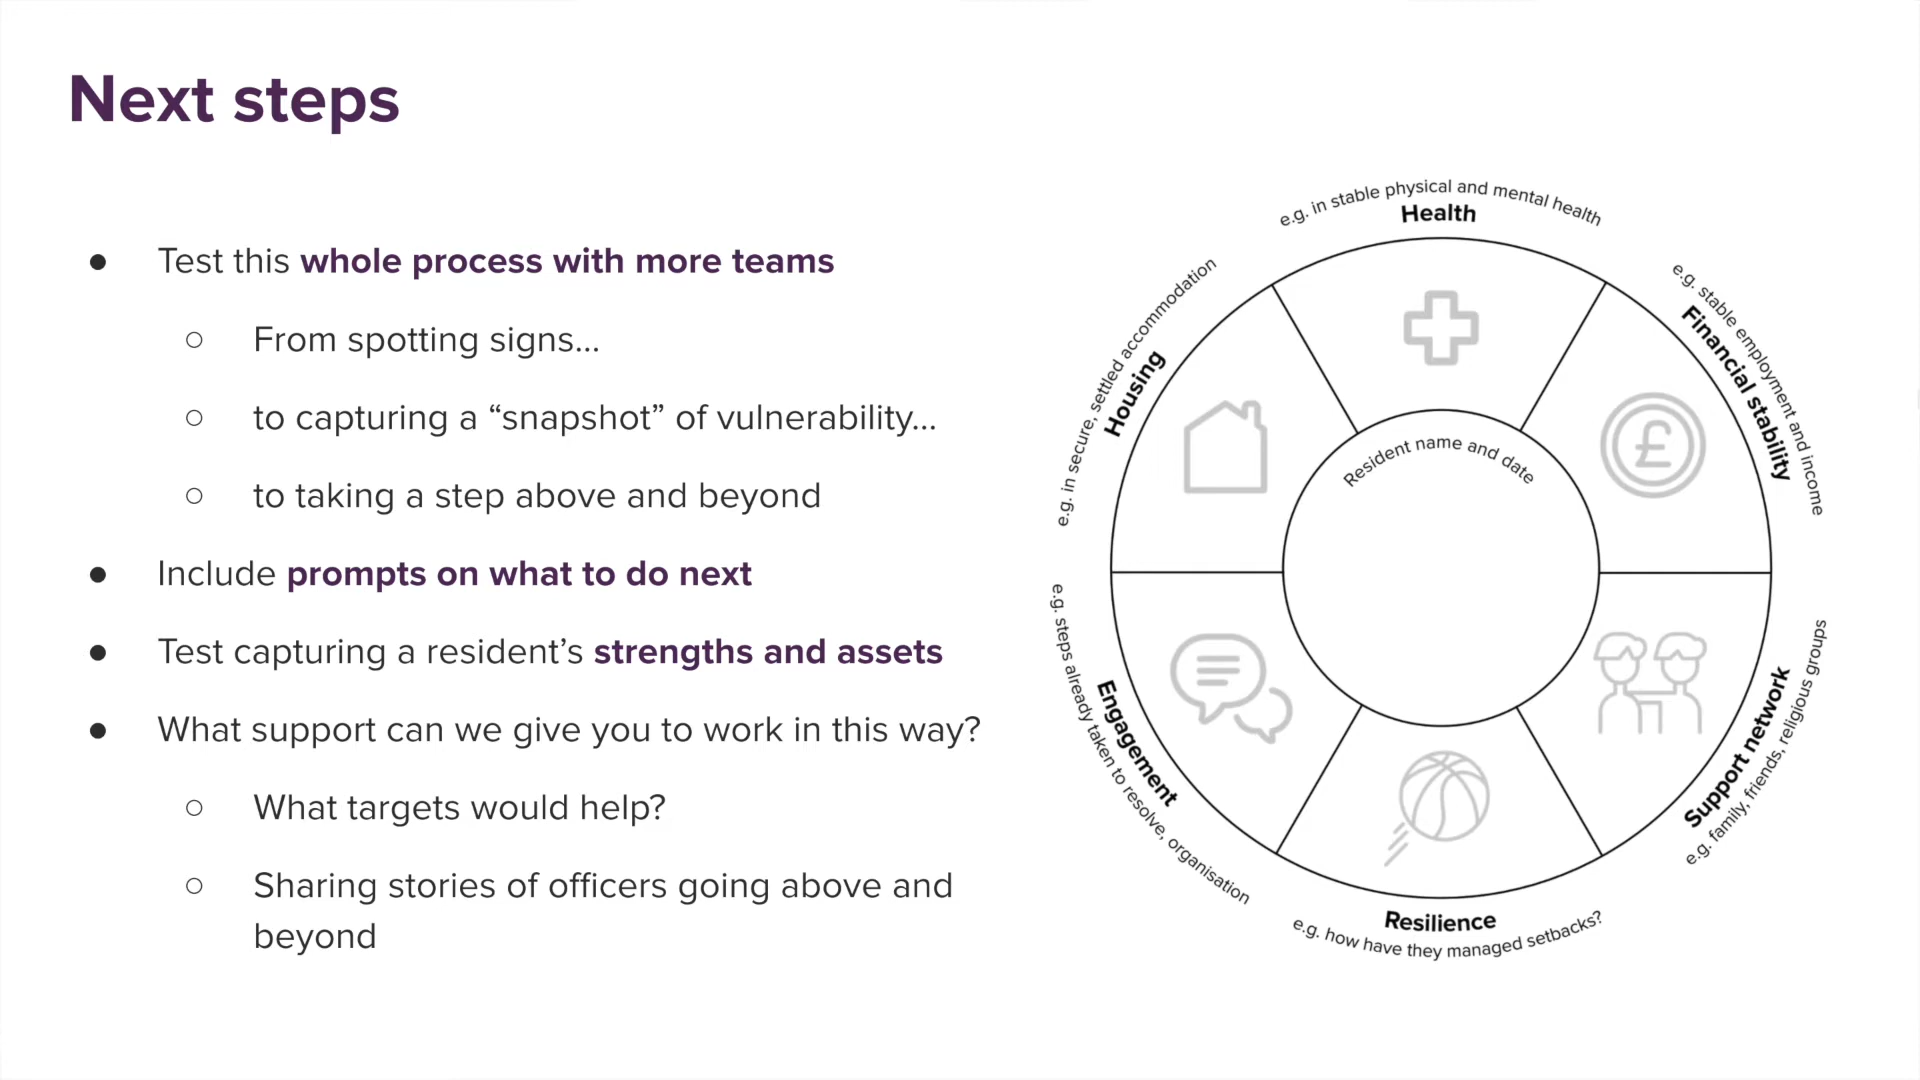 Next steps
● Test this whole process with more teams
○ From spotting signs...
○ to capturing a “snapshot” of vulnerability...
○ to taking a step above and beyond
● Include prompts on what to do next
● Test capturing a resident’s strengths and assets
● What support can we give you to work in this way?
○ What targets would help?
○ Sharing stories of officers going above and
beyond
e.g. in stable physical and mental health
Health
e.g. stable employment and income
Financial stability
Support network
e.g. family, friends, religious groups
Resilience
e.g. how have they managed setbacks?
Engagement
e.g. steps already taken to resolve, organisation
e.g. in secure, settled accommodation
Housing
Resident name and date
£